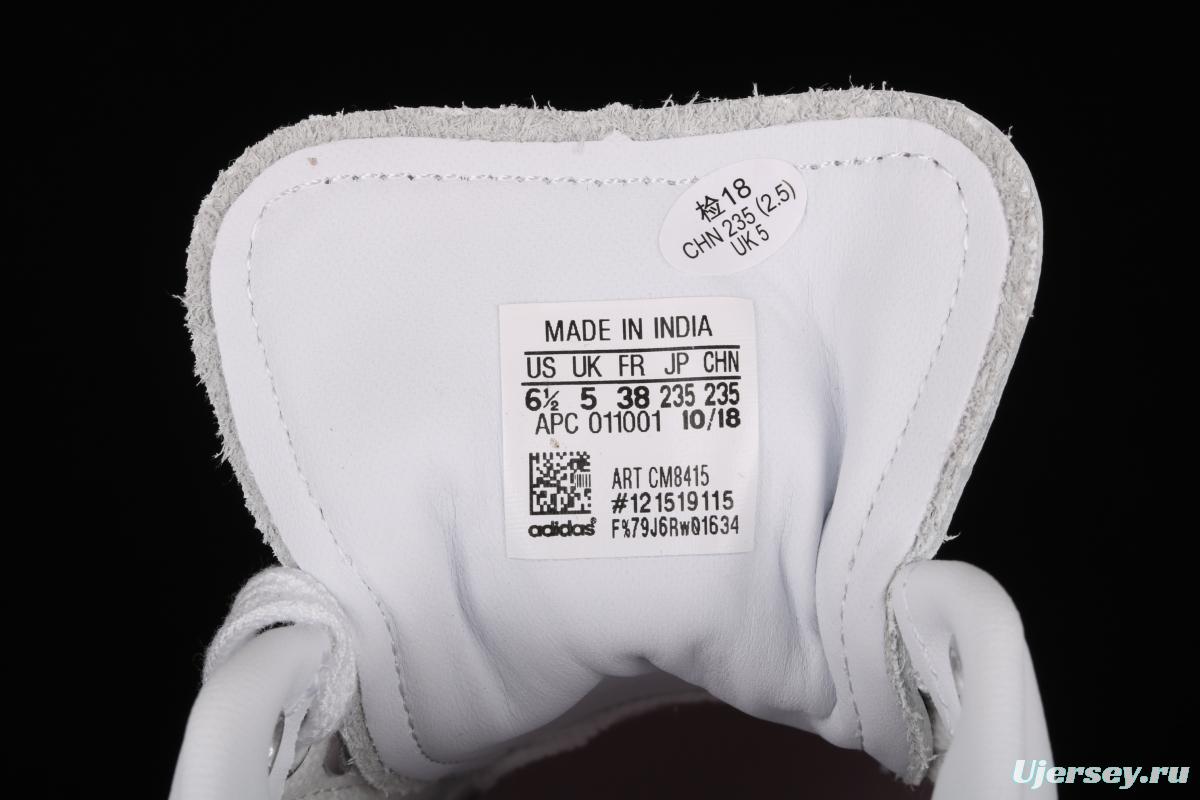 检18
CHN 235 (2.5)
UK 5
MADE IN INDIA
US UK FR JP CHN
6½ 5 38 235 235
APC 011001 10/18
ART CM8415
#121519115
adidas® F%79J6Rw01634
Ujersey.ru